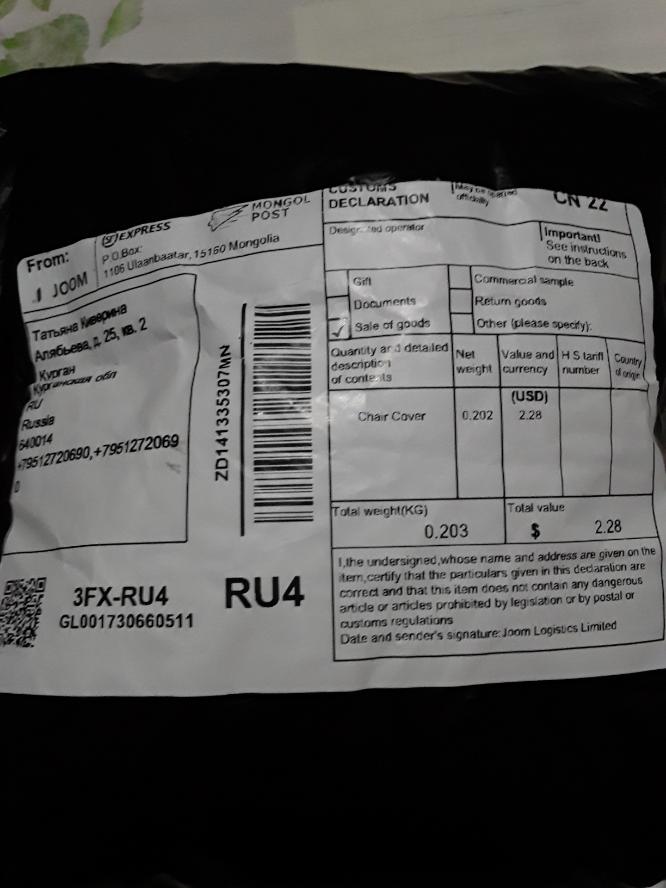 From:
JOOM
EXPRESS
MONGOL
POST
P.O.Box:
1106 Ulaanbaatar, 15160 Mongolia
Татьяна Киверина
Алябьева, д. 25, кв. 2
Курган
Курганская обл
RU
Russia
640014
+79512720690,+7951272069
0
ZD141335307MN
3FX-RU4
GL001730660511
RU4
CUSTOMS
DECLARATION
May be opened
officially
CN 22
Designated operator
Important!
See instructions
on the back
Gift
Commercial sample
Documents
Return goods
✓ Sale of goods
Other (please specify):
Quantity and detailed
description
of contents
Net
weight
Value and
currency
H S tariff
number
Country
of origin
(USD)
Chair Cover 0.202 2.28
Total weight(KG)
0.203
Total value
$ 2.28
I,the undersigned,whose name and address are given on the
item,certify that the particulars given in this declaration are
correct and that this item does not contain any dangerous
article or articles prohibited by legislation or by postal or
customs regulations
Date and sender's signature: Joom Logistics Limited